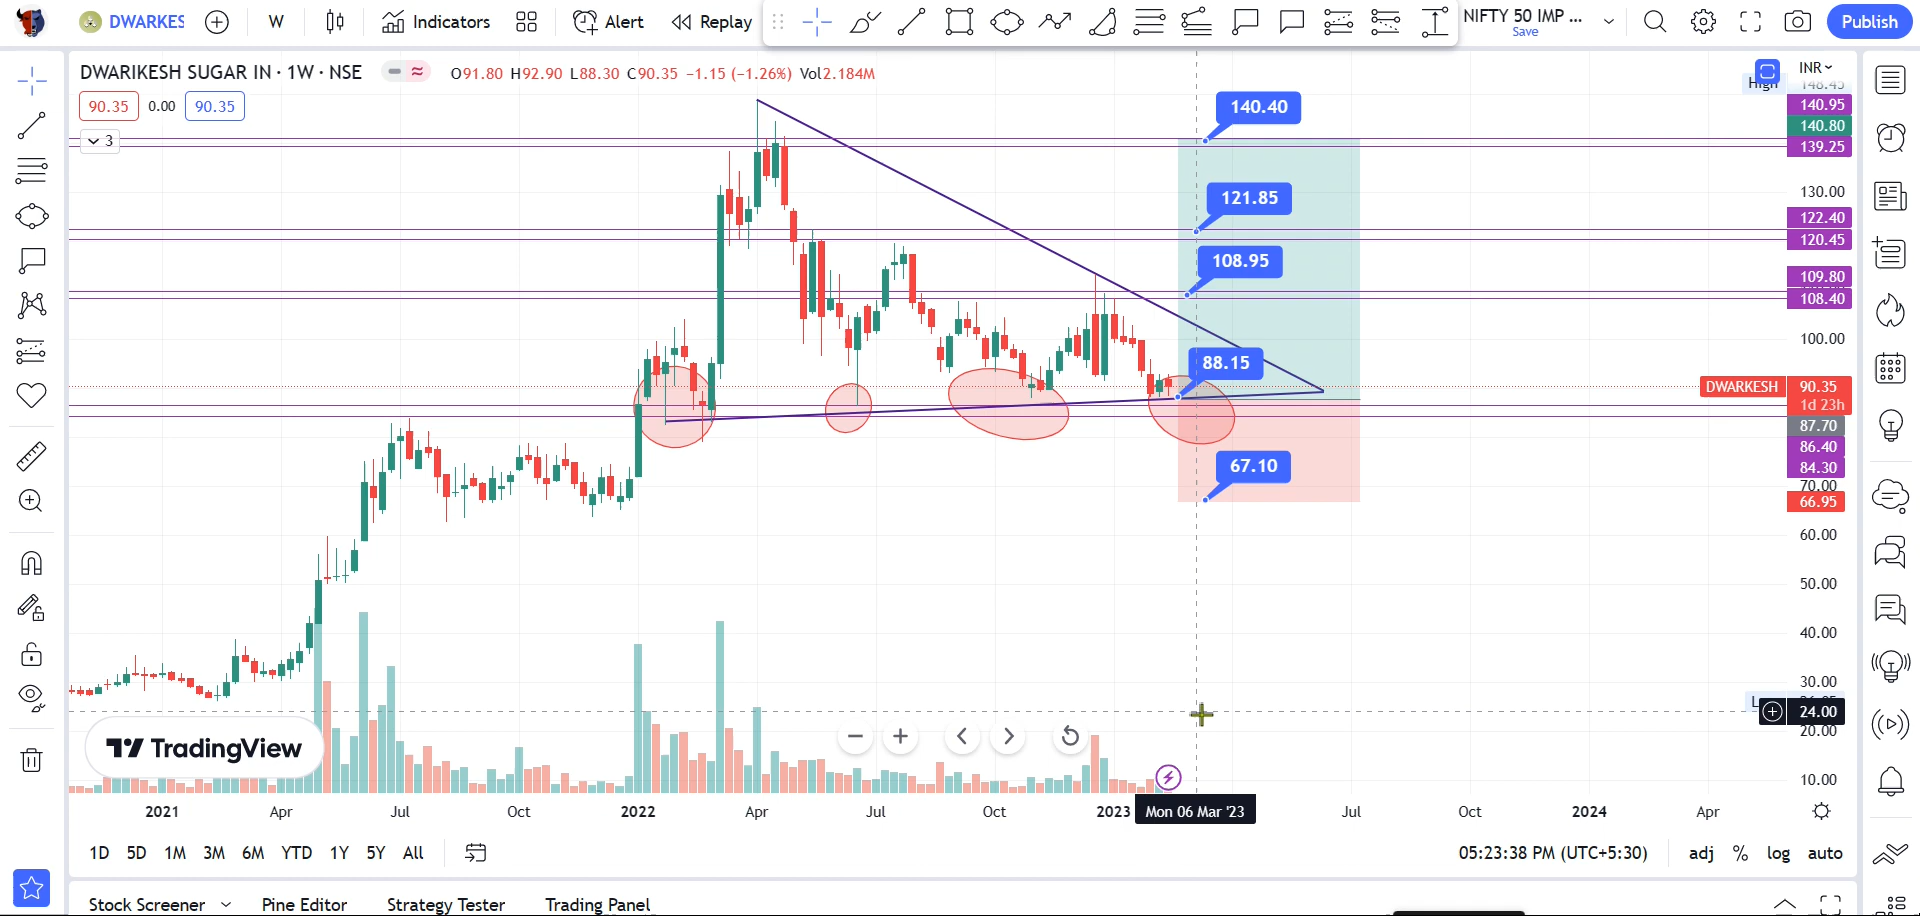 DWARKES
W
Indicators
Alert
Replay
NIFTY 50 IMP ...
Save
Publish
DWARIKESH SUGAR IN · 1W · NSE
O91.80 H92.90 L88.30 C90.35 −1.15 (−1.26%) Vol2.184M
INR
High
148.45
90.35 0.00 90.35
3
140.40
121.85
108.95
88.15
67.10
140.95
140.80
139.25
130.00
122.40
120.45
109.80
108.40
100.00
DWARKESH 90.35
1d 23h
87.70
86.40
84.30
70.00
66.95
60.00
50.00
40.00
30.00
24.00
20.00
10.00
TradingView
2021 Apr Jul Oct 2022 Apr Jul Oct 2023 Mon 06 Mar '23 Jul Oct 2024 Apr
1D 5D 1M 3M 6M YTD 1Y 5Y All
05:23:38 PM (UTC+5:30) adj % log auto
Stock Screener Pine Editor Strategy Tester Trading Panel